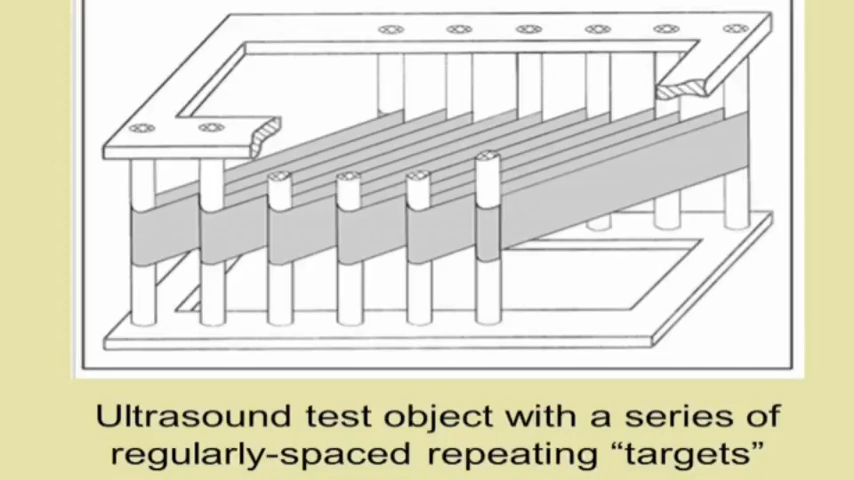 Ultrasound test object with a series of
regularly-spaced repeating “targets”